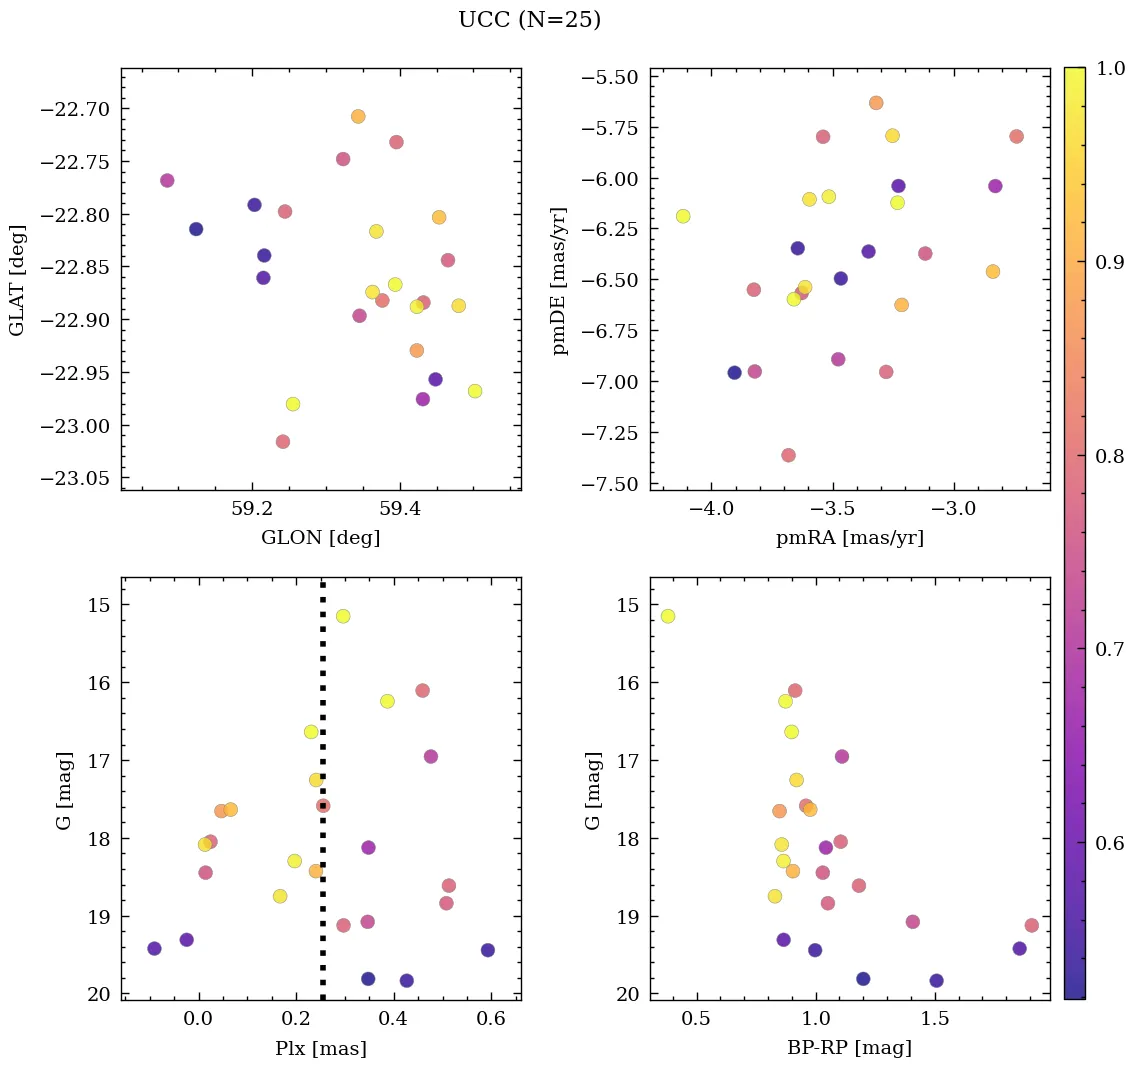 UCC (N=25)
−22.70
−22.75
−22.80
−22.85
−22.90
−22.95
−23.00
−23.05
GLAT [deg]
59.2 59.4
GLON [deg]
−5.50
−5.75
−6.00
−6.25
−6.50
−6.75
−7.00
−7.25
−7.50
pmDE [mas/yr]
−4.0 −3.5 −3.0
pmRA [mas/yr]
15
16
17
18
19
20
G [mag]
0.0 0.2 0.4 0.6
Plx [mas]
15
16
17
18
19
20
G [mag]
0.5 1.0 1.5
BP-RP [mag]
1.0
0.9
0.8
0.7
0.6